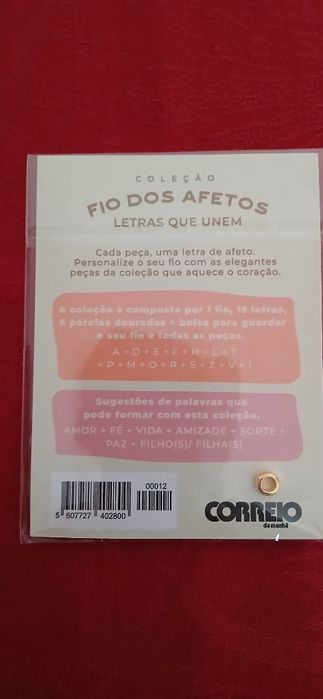 COLEÇÃO
FIO DOS AFETOS
LETRAS QUE UNEM
Cada peça, uma letra de afeto.
Personalize o seu fio com as elegantes
peças da coleção que aquece o coração.
A coleção é composta por 1 fio, 15 letras,
6 pérolas douradas + bolsa para guardar
o seu fio e todas as peças.
A + D + E + F + H + L + T
+ P + M + O + R + S + Z + V + I
Sugestões de palavras que
pode formar com esta coleção.
AMOR + FÉ + VIDA + AMIZADE + SORTE +
PAZ + FILHO(S)/ FILHA(S)
00012
5 607727 402800
CORREIO
da manhã